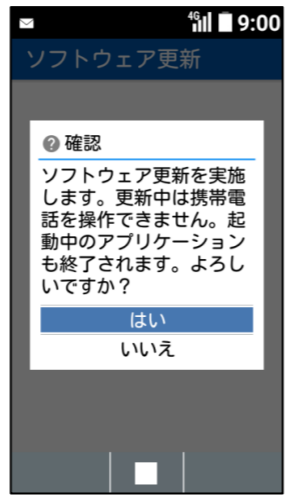 4G 9:00
ソフトウェア更新
確認
ソフトウェア更新を実施
します。更新中は携帯電
話を操作できません。起
動中のアプリケーション
も終了されます。よろし
いですか？
はい
いいえ